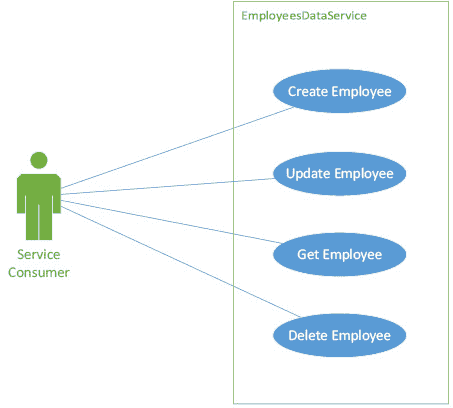 EmployeesDataService
Create Employee
Update Employee
Get Employee
Delete Employee
Service
Consumer